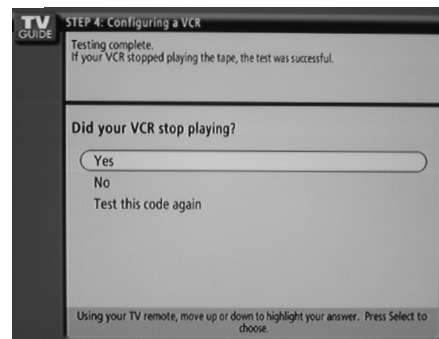 TV
GUIDE
STEP 4: Configuring a VCR
Testing complete.
If your VCR stopped playing the tape, the test was successful.
Did your VCR stop playing?
Yes
No
Test this code again
Using your TV remote, move up or down to highlight your answer. Press Select to
choose.